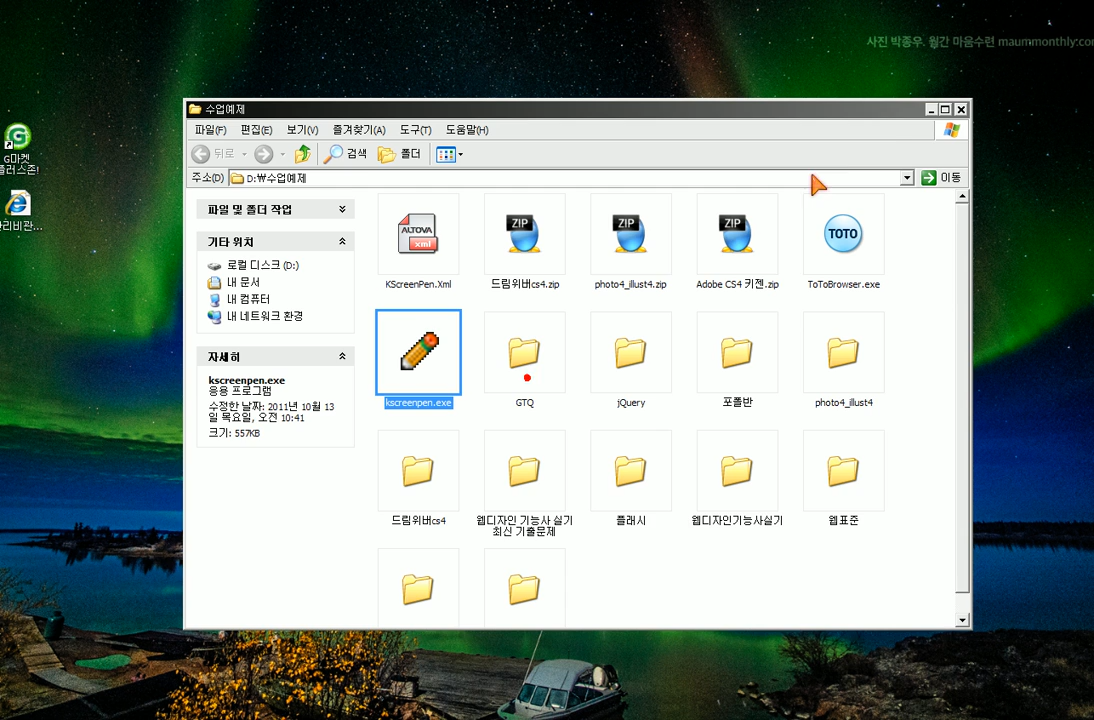 사진 박종우. 월간 마음수련 maummonthly.com
G마켓
플러스존!
수업예제
파일(F) 편집(E) 보기(V) 즐겨찾기(A) 도구(T) 도움말(H)
뒤로 검색 폴더
주소(D) D:\수업예제 이동
파일 및 폴더 작업
기타 위치
로컬 디스크 (D:)
내 문서
내 컴퓨터
내 네트워크 환경
자세히
kscreenpen.exe
응용 프로그램
수정한 날짜: 2011년 10월 13
일 목요일, 오전 10:41
크기: 557KB
ALTOVA
xml
ZIP
ZIP
ZIP
TOTO
KScreenPen.Xml
드림위버cs4.zip
photo4_illust4.zip
Adobe CS4 키젠.zip
ToToBrowser.exe
kscreenpen.exe
GTQ
jQuery
포폴반
photo4_illust4
드림위버cs4
웹디자인 기능사 실기
최신 기출문제
플래시
웹디자인기능사실기
웹표준